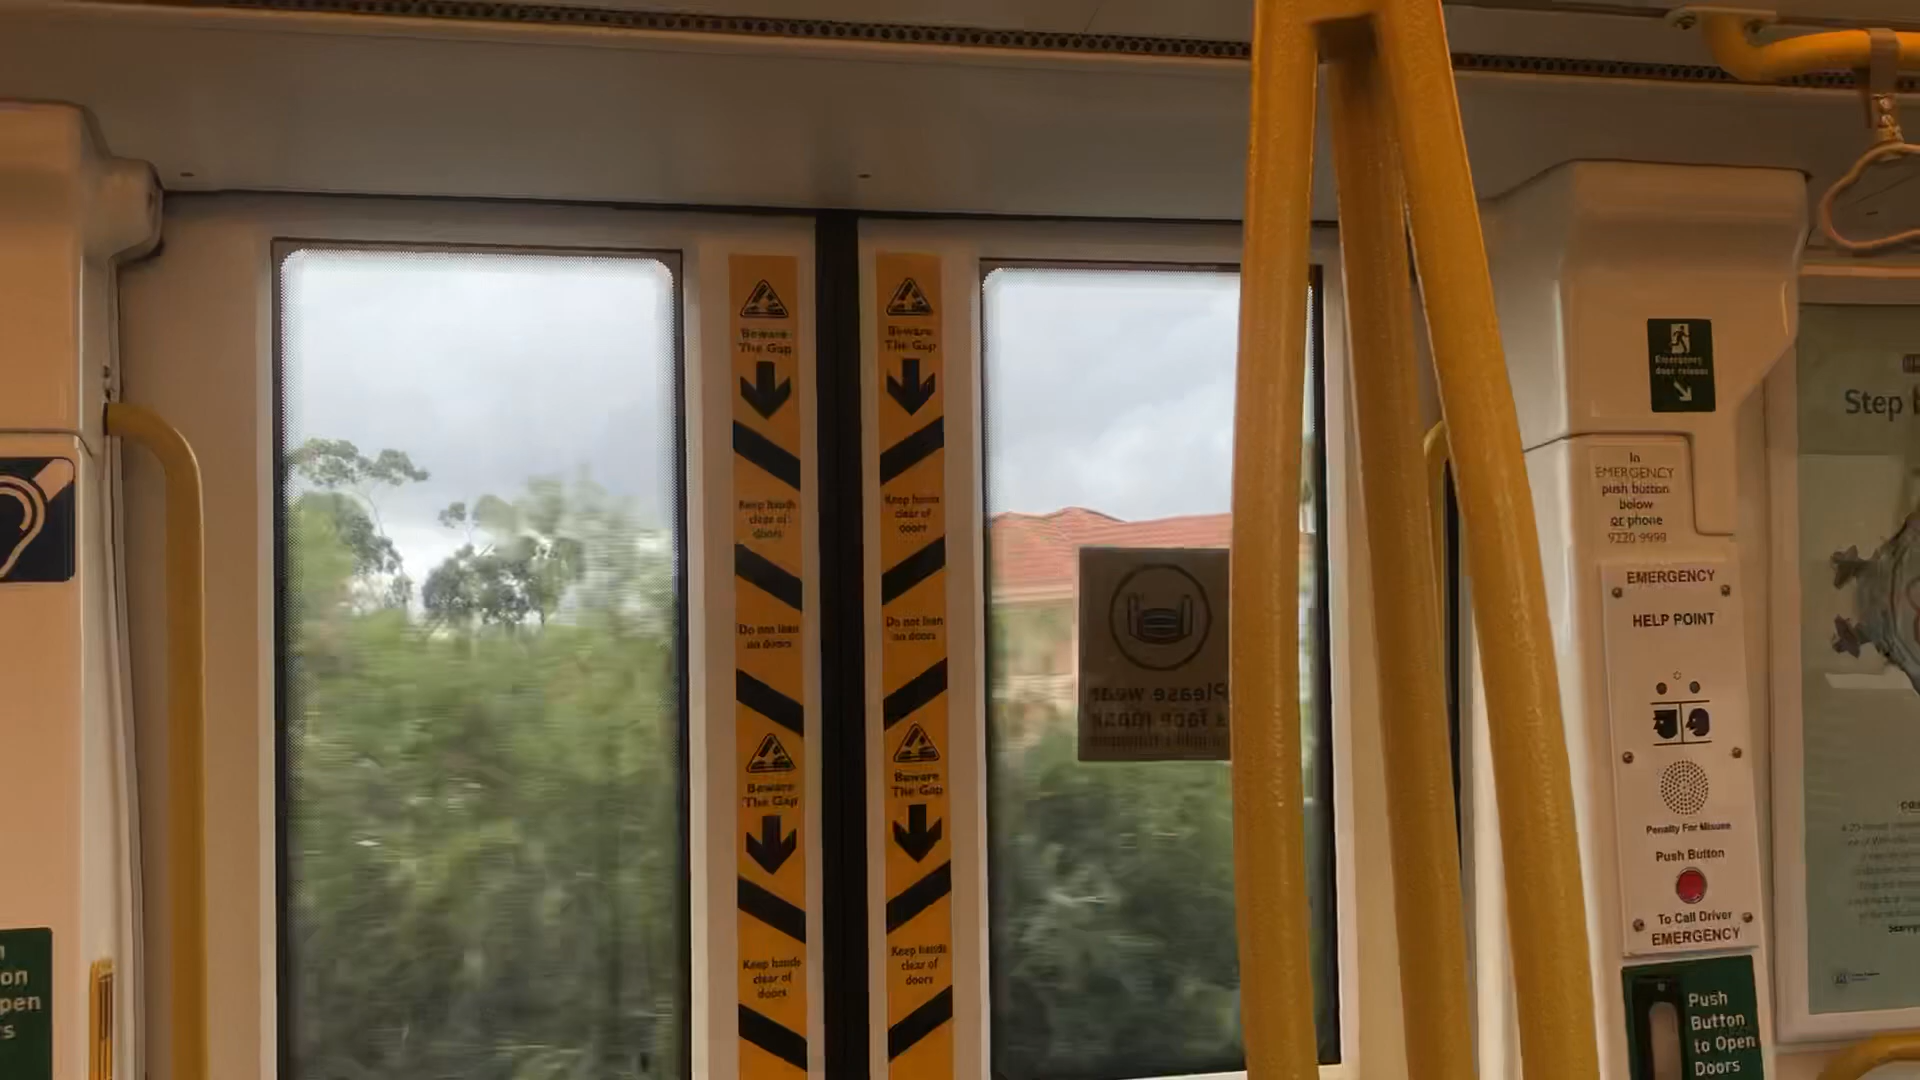 Beware
The Gap
Keep hands
clear of
doors
Do not lean
on doors
Beware
The Gap
Keep hands
clear of
doors
Beware
The Gap
Keep hands
clear of
doors
Do not lean
on doors
Beware
The Gap
Keep hands
clear of
doors
Please wear
a face mask
Emergency
door release
In
EMERGENCY
push button
below
or phone
9220 9999
EMERGENCY
HELP POINT
Penalty For Misuse
Push Button
To Call Driver
EMERGENCY
Push
Button
to Open
Doors
Step